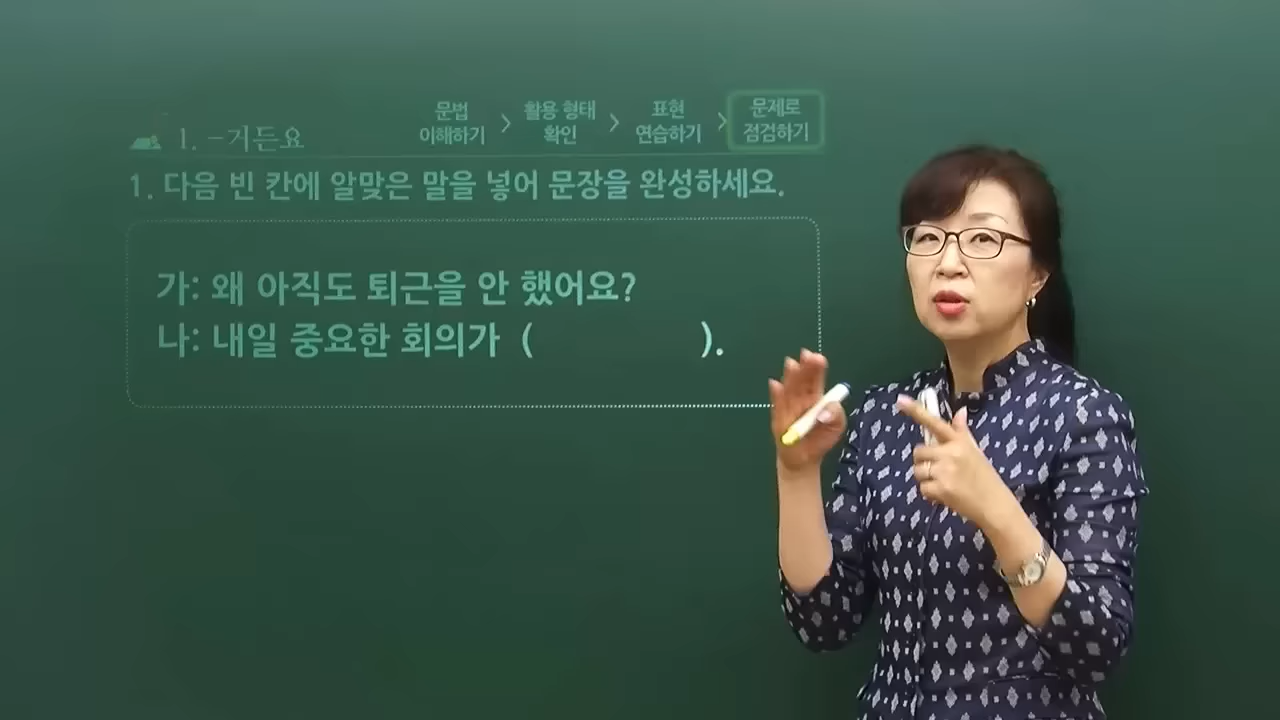 1. -거든요
문법 이해하기 > 활용 형태 확인 > 표현 연습하기 > 문제로 점검하기
1. 다음 빈 칸에 알맞은 말을 넣어 문장을 완성하세요.
가: 왜 아직도 퇴근을 안 했어요?
나: 내일 중요한 회의가 (                ).